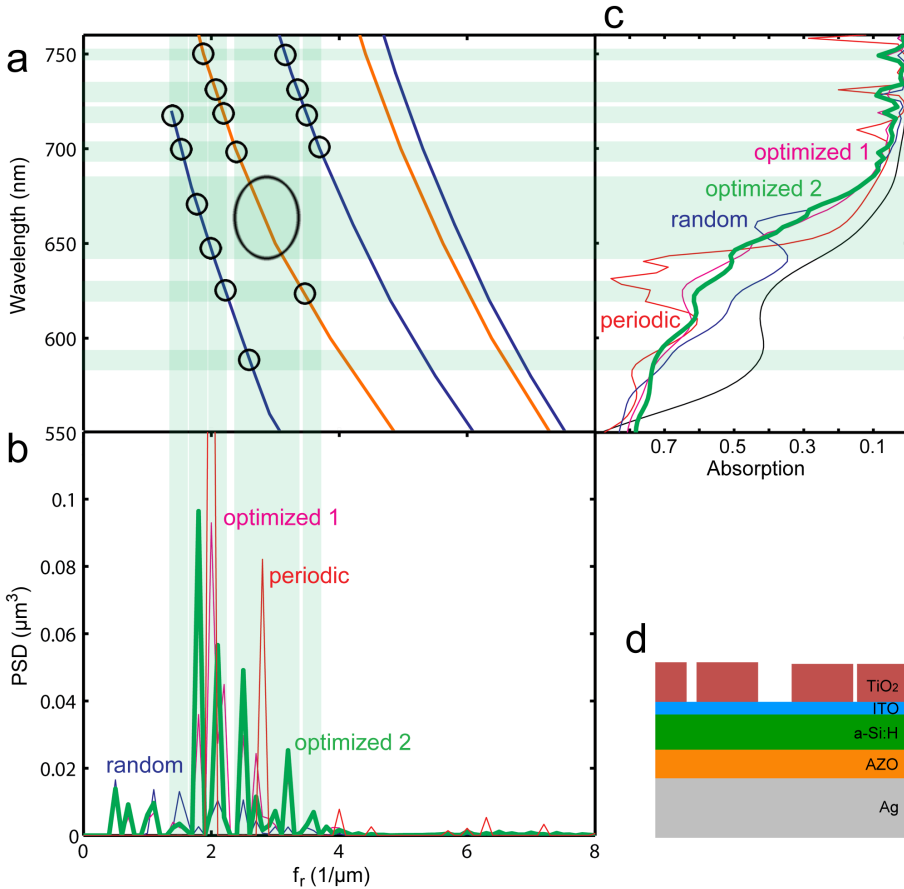 a
Wavelength (nm)
750
700
650
600
550
c
optimized 1
optimized 2
random
periodic
0.7
0.5
0.3
0.1
Absorption
b
PSD (µm³)
0.1
0.08
0.06
0.04
0.02
0
optimized 1
periodic
optimized 2
random
0
2
4
6
8
fᵣ (1/µm)
d
TiO₂
ITO
a-Si:H
AZO
Ag